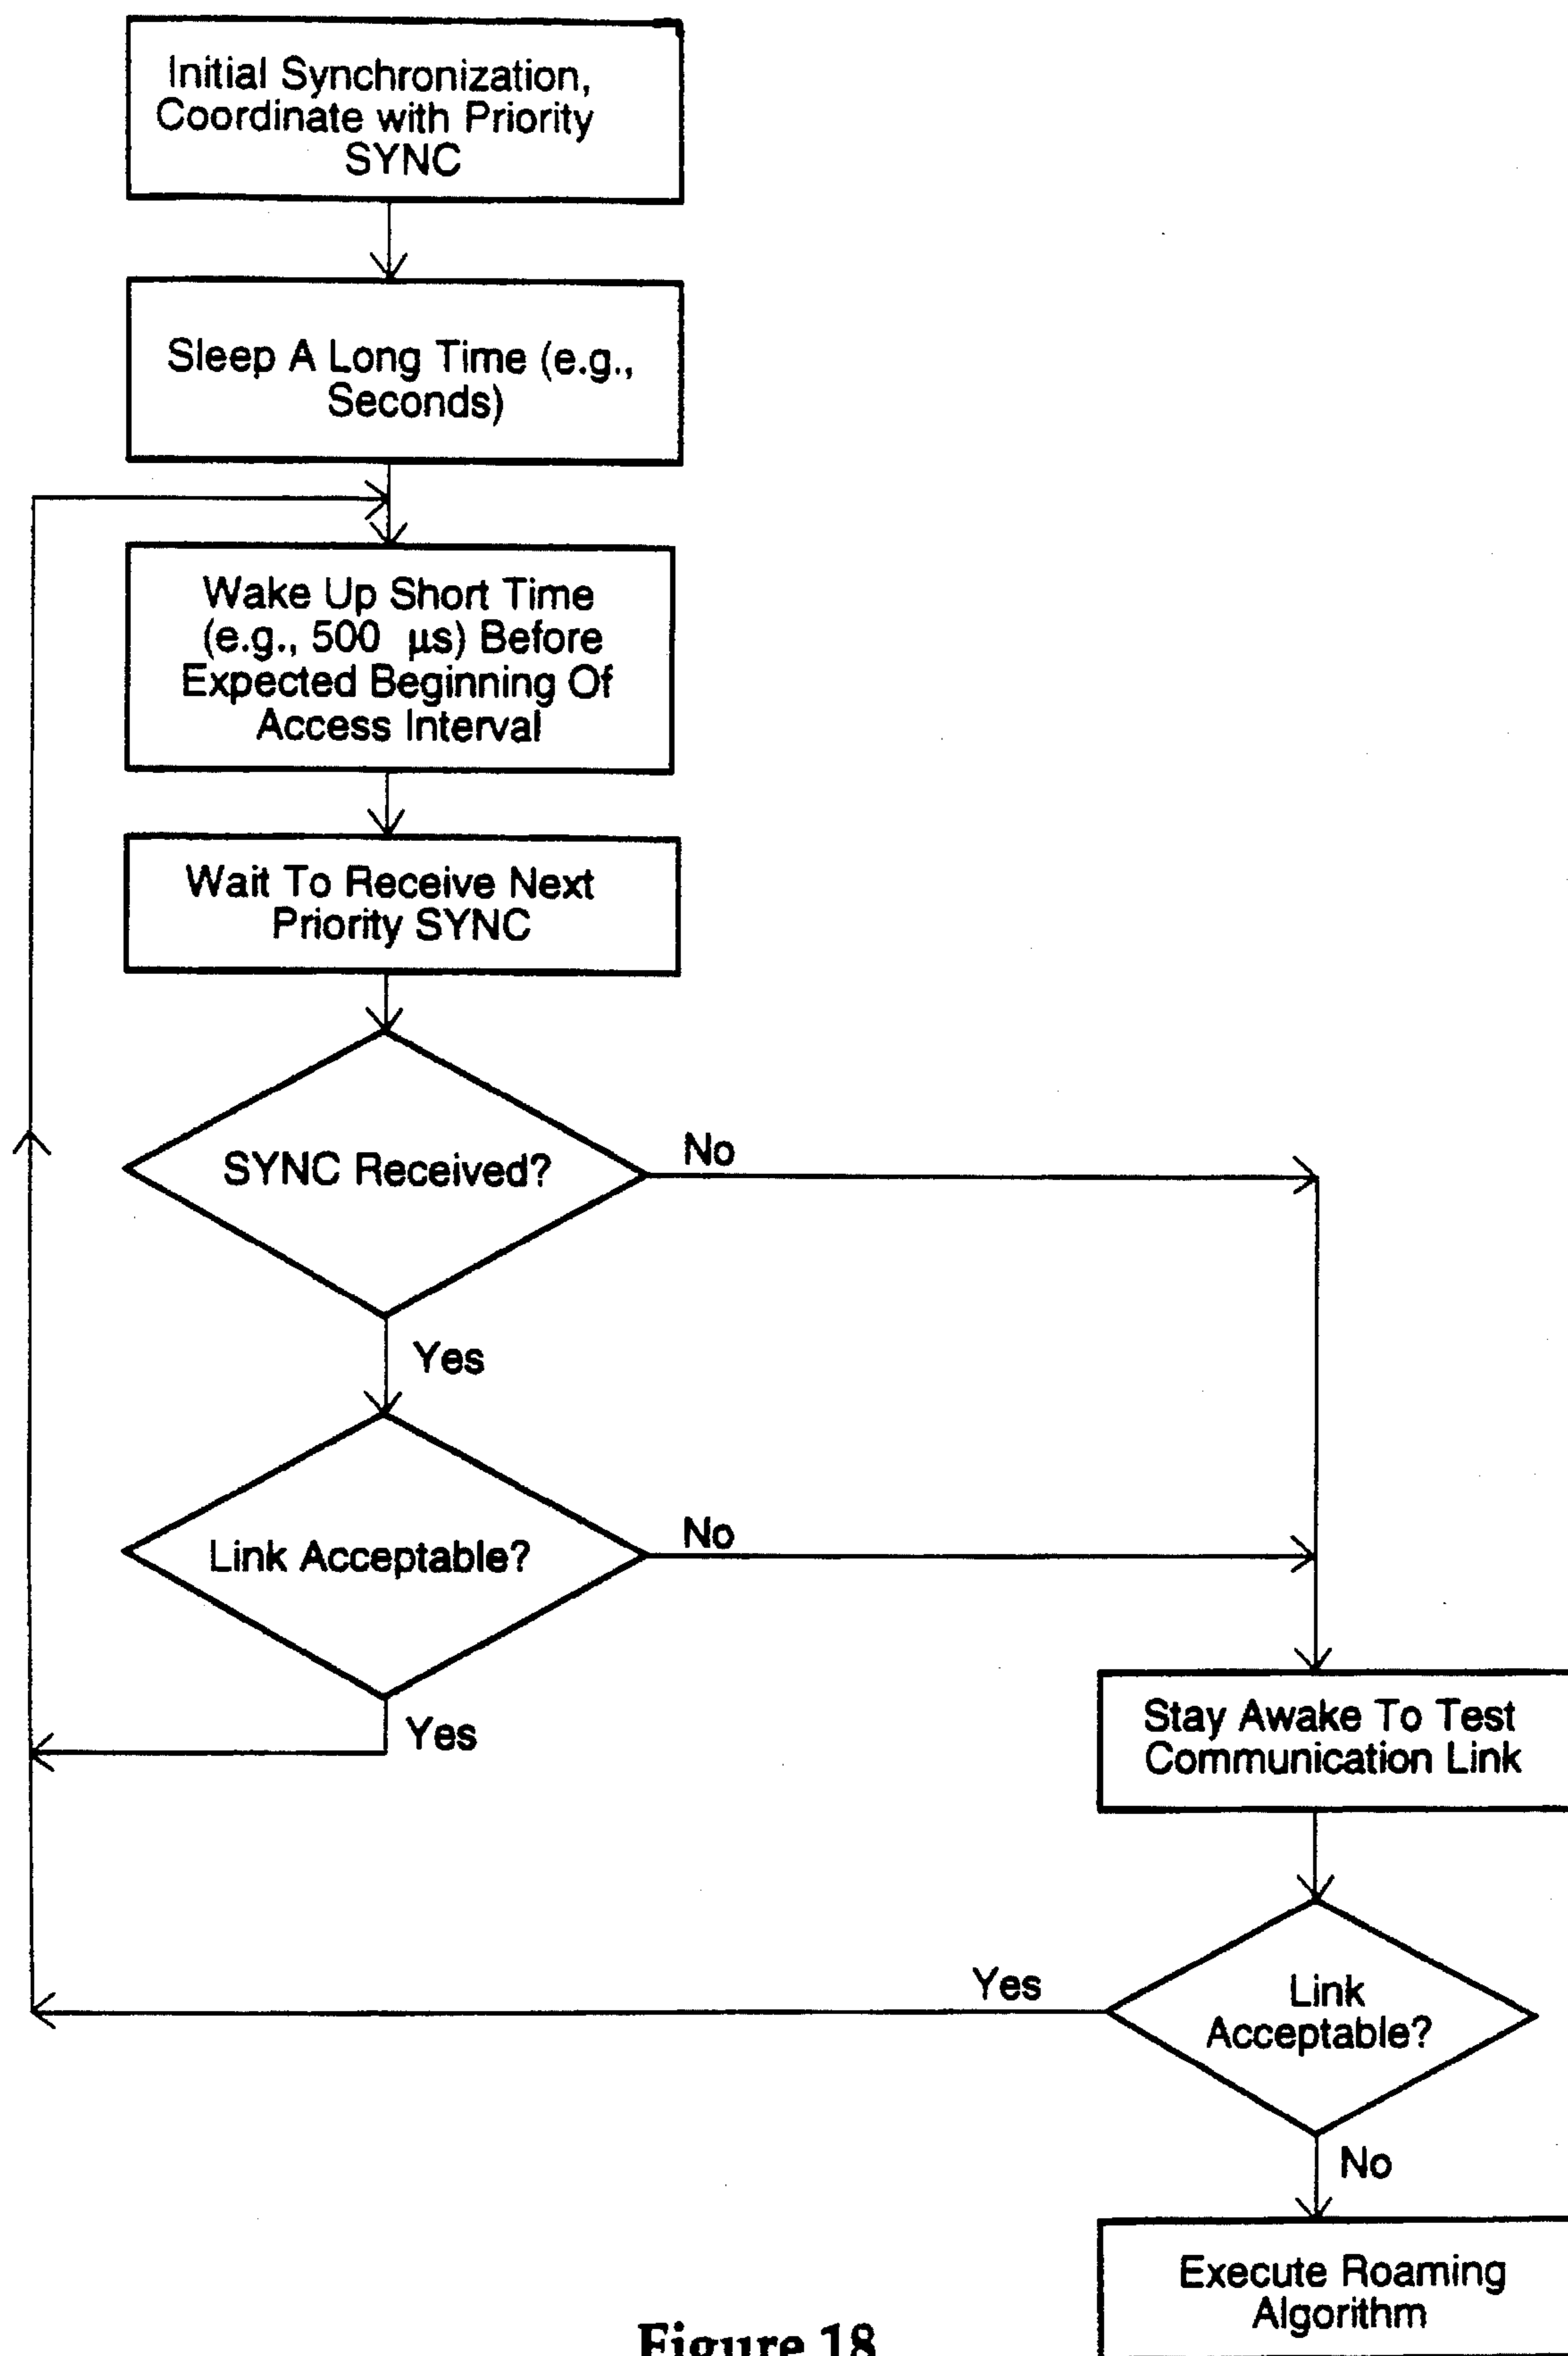 Initial Synchronization,
Coordinate with Priority
SYNC
Sleep A Long Time (e.g.,
Seconds)
Wake Up Short Time
(e.g., 500 μs) Before
Expected Beginning Of
Access Interval
Wait To Receive Next
Priority SYNC
SYNC Received?
No
Yes
Link Acceptable?
No
Yes
Stay Awake To Test
Communication Link
Link
Acceptable?
Yes
No
Execute Roaming
Algorithm
Figure 18